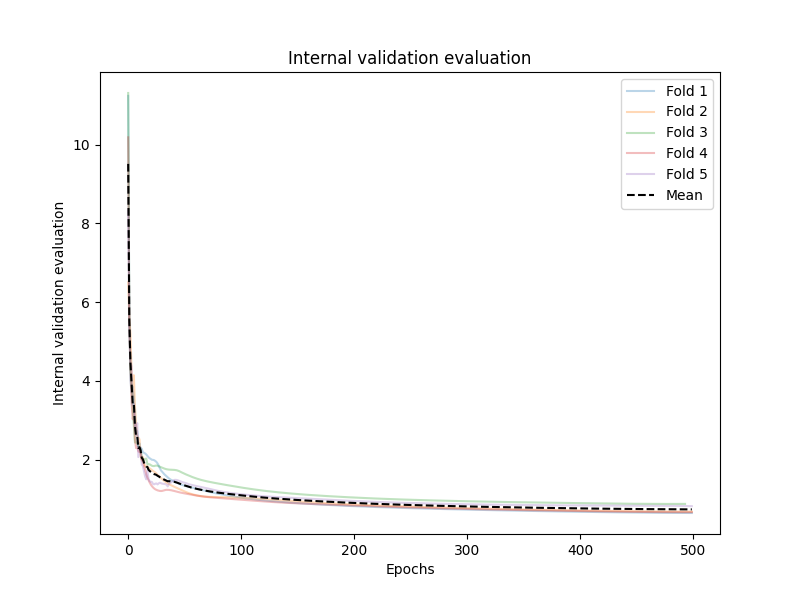 Internal validation evaluation
Internal validation evaluation
10
8
6
4
2
0 100 200 300 400 500
Epochs
Fold 1
Fold 2
Fold 3
Fold 4
Fold 5
Mean